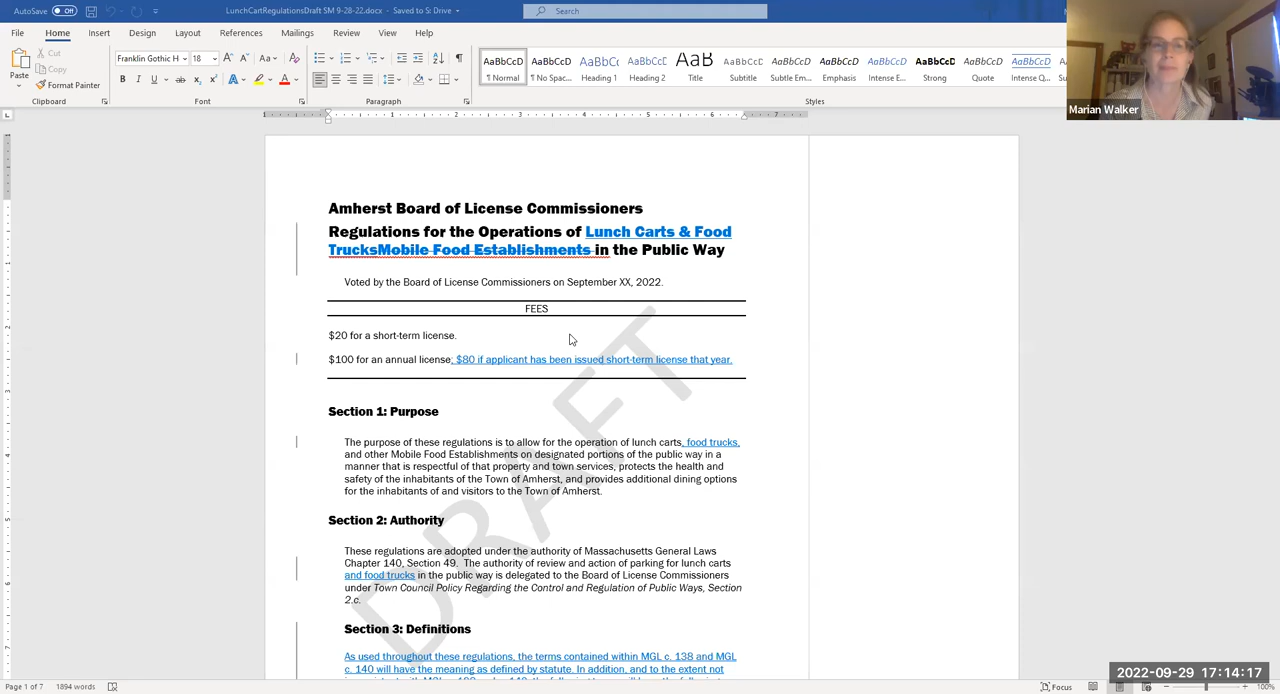 AutoSave Off
LunchCartRegulationsDraft SM 9-28-22.docx - Saved to S: Drive
Search
File Home Insert Design Layout References Mailings Review View Help
Paste
Cut
Copy
Format Painter
Clipboard
Franklin Gothic H 18
Font
Paragraph
AaBbCcD AaBbCcD AaBbC AaBbCcD AaB AaBbCcD AaBbCcD AaBbCcD AaBbCcD AaBbCcD AaBbCcD AaBbCcD
¶ Normal ¶ No Spac... Heading 1 Heading 2 Title Subtitle Subtle Em... Emphasis Intense E... Strong Quote Intense Q...
Styles
Marian Walker
Amherst Board of License Commissioners
Regulations for the Operations of Lunch Carts & Food
TrucksMobile Food Establishments in the Public Way
Voted by the Board of License Commissioners on September XX, 2022.
FEES
$20 for a short-term license.
$100 for an annual license; $80 if applicant has been issued short-term license that year.
Section 1: Purpose
The purpose of these regulations is to allow for the operation of lunch carts, food trucks,
and other Mobile Food Establishments on designated portions of the public way in a
manner that is respectful of that property and town services, protects the health and
safety of the inhabitants of the Town of Amherst, and provides additional dining options
for the inhabitants of and visitors to the Town of Amherst.
Section 2: Authority
These regulations are adopted under the authority of Massachusetts General Laws
Chapter 140, Section 49. The authority of review and action of parking for lunch carts
and food trucks in the public way is delegated to the Board of License Commissioners
under Town Council Policy Regarding the Control and Regulation of Public Ways, Section
2.c.
Section 3: Definitions
As used throughout these regulations, the terms contained within MGL c. 138 and MGL
c. 140 will have the meaning as defined by statute. In addition, and to the extent not
DRAFT
Page 1 of 7 1894 words
Focus
100%
2022-09-29 17:14:17